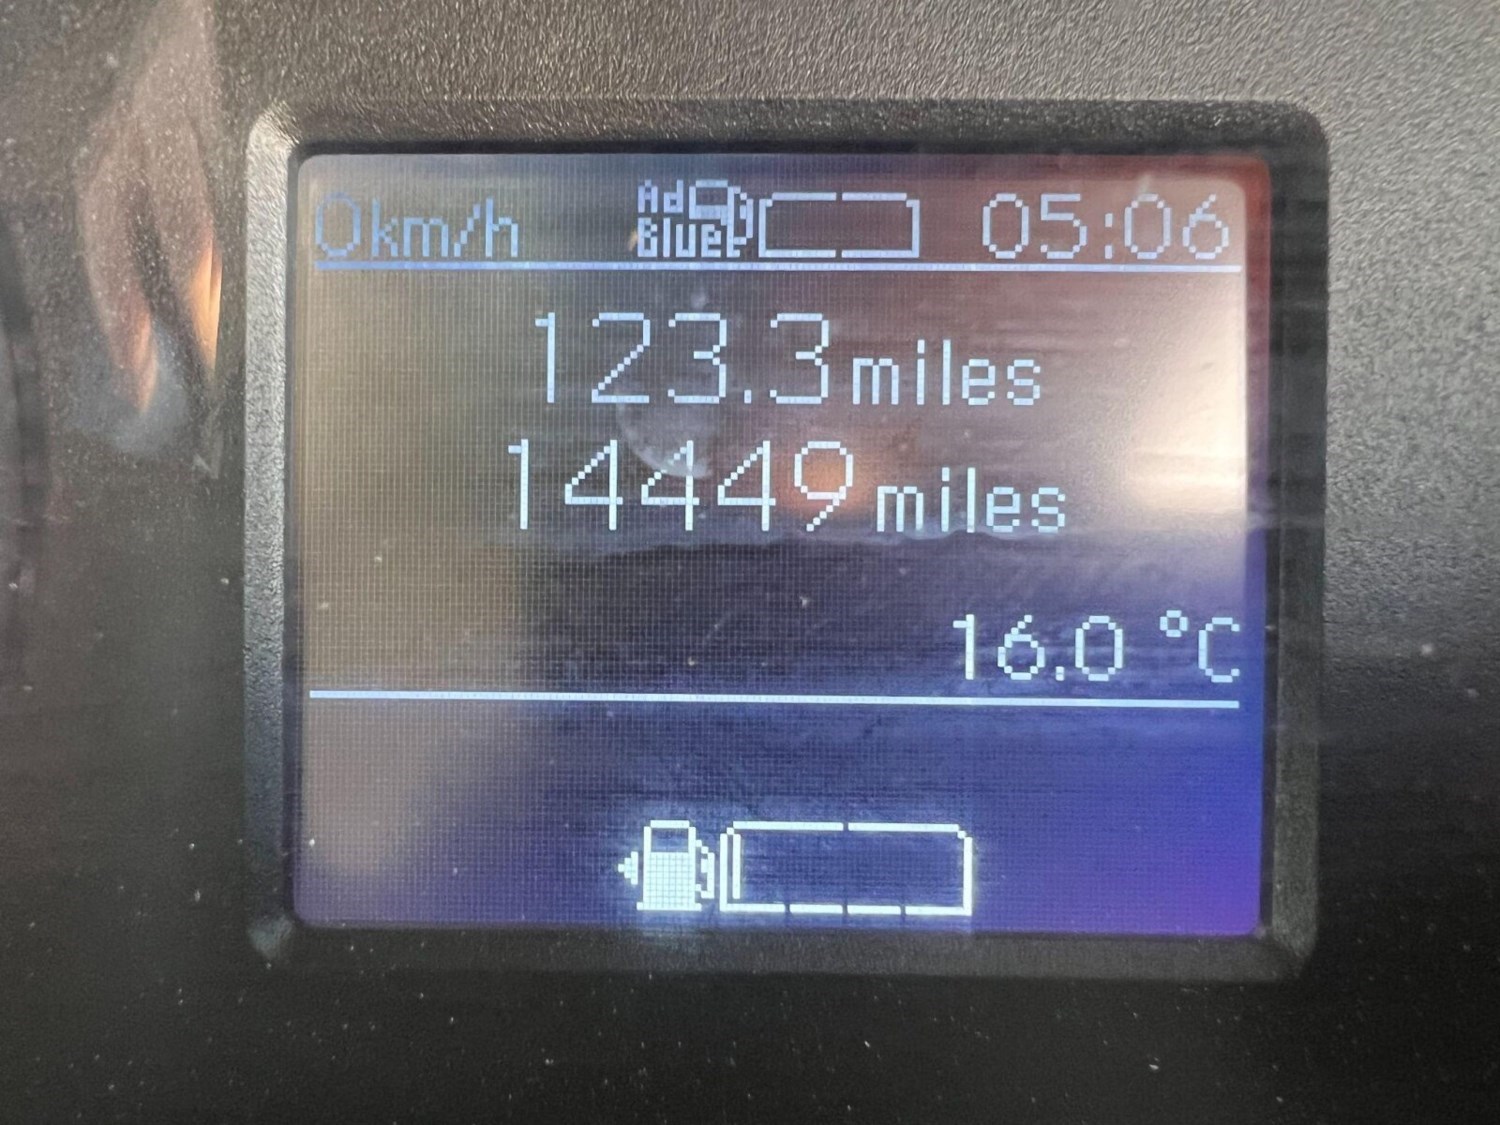 0km/h Ad Blue 05:06
123.3 miles
14449 miles
16.0 °C